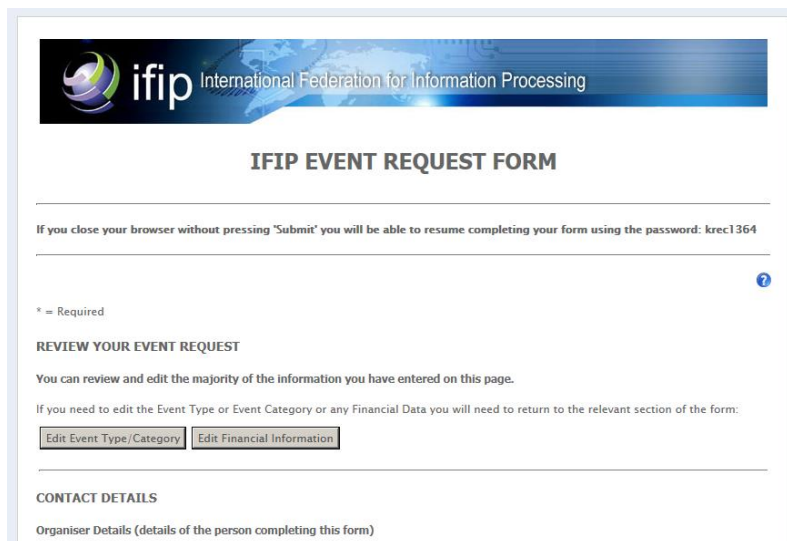 ifip International Federation for Information Processing
IFIP EVENT REQUEST FORM
If you close your browser without pressing 'Submit' you will be able to resume completing your form using the password: krec1364
?
* = Required
REVIEW YOUR EVENT REQUEST
You can review and edit the majority of the information you have entered on this page.
If you need to edit the Event Type or Event Category or any Financial Data you will need to return to the relevant section of the form:
Edit Event Type/Category Edit Financial Information
CONTACT DETAILS
Organiser Details (details of the person completing this form)